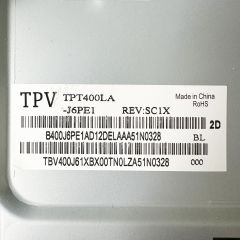 TPV TPT400LA
-J6PE1 REV:SC1X
Made in China
RoHS
2D
B400J6PE1AD12DELAAA51N0328 BL
TBV400J61XBX00TN0LZA51N0328 000